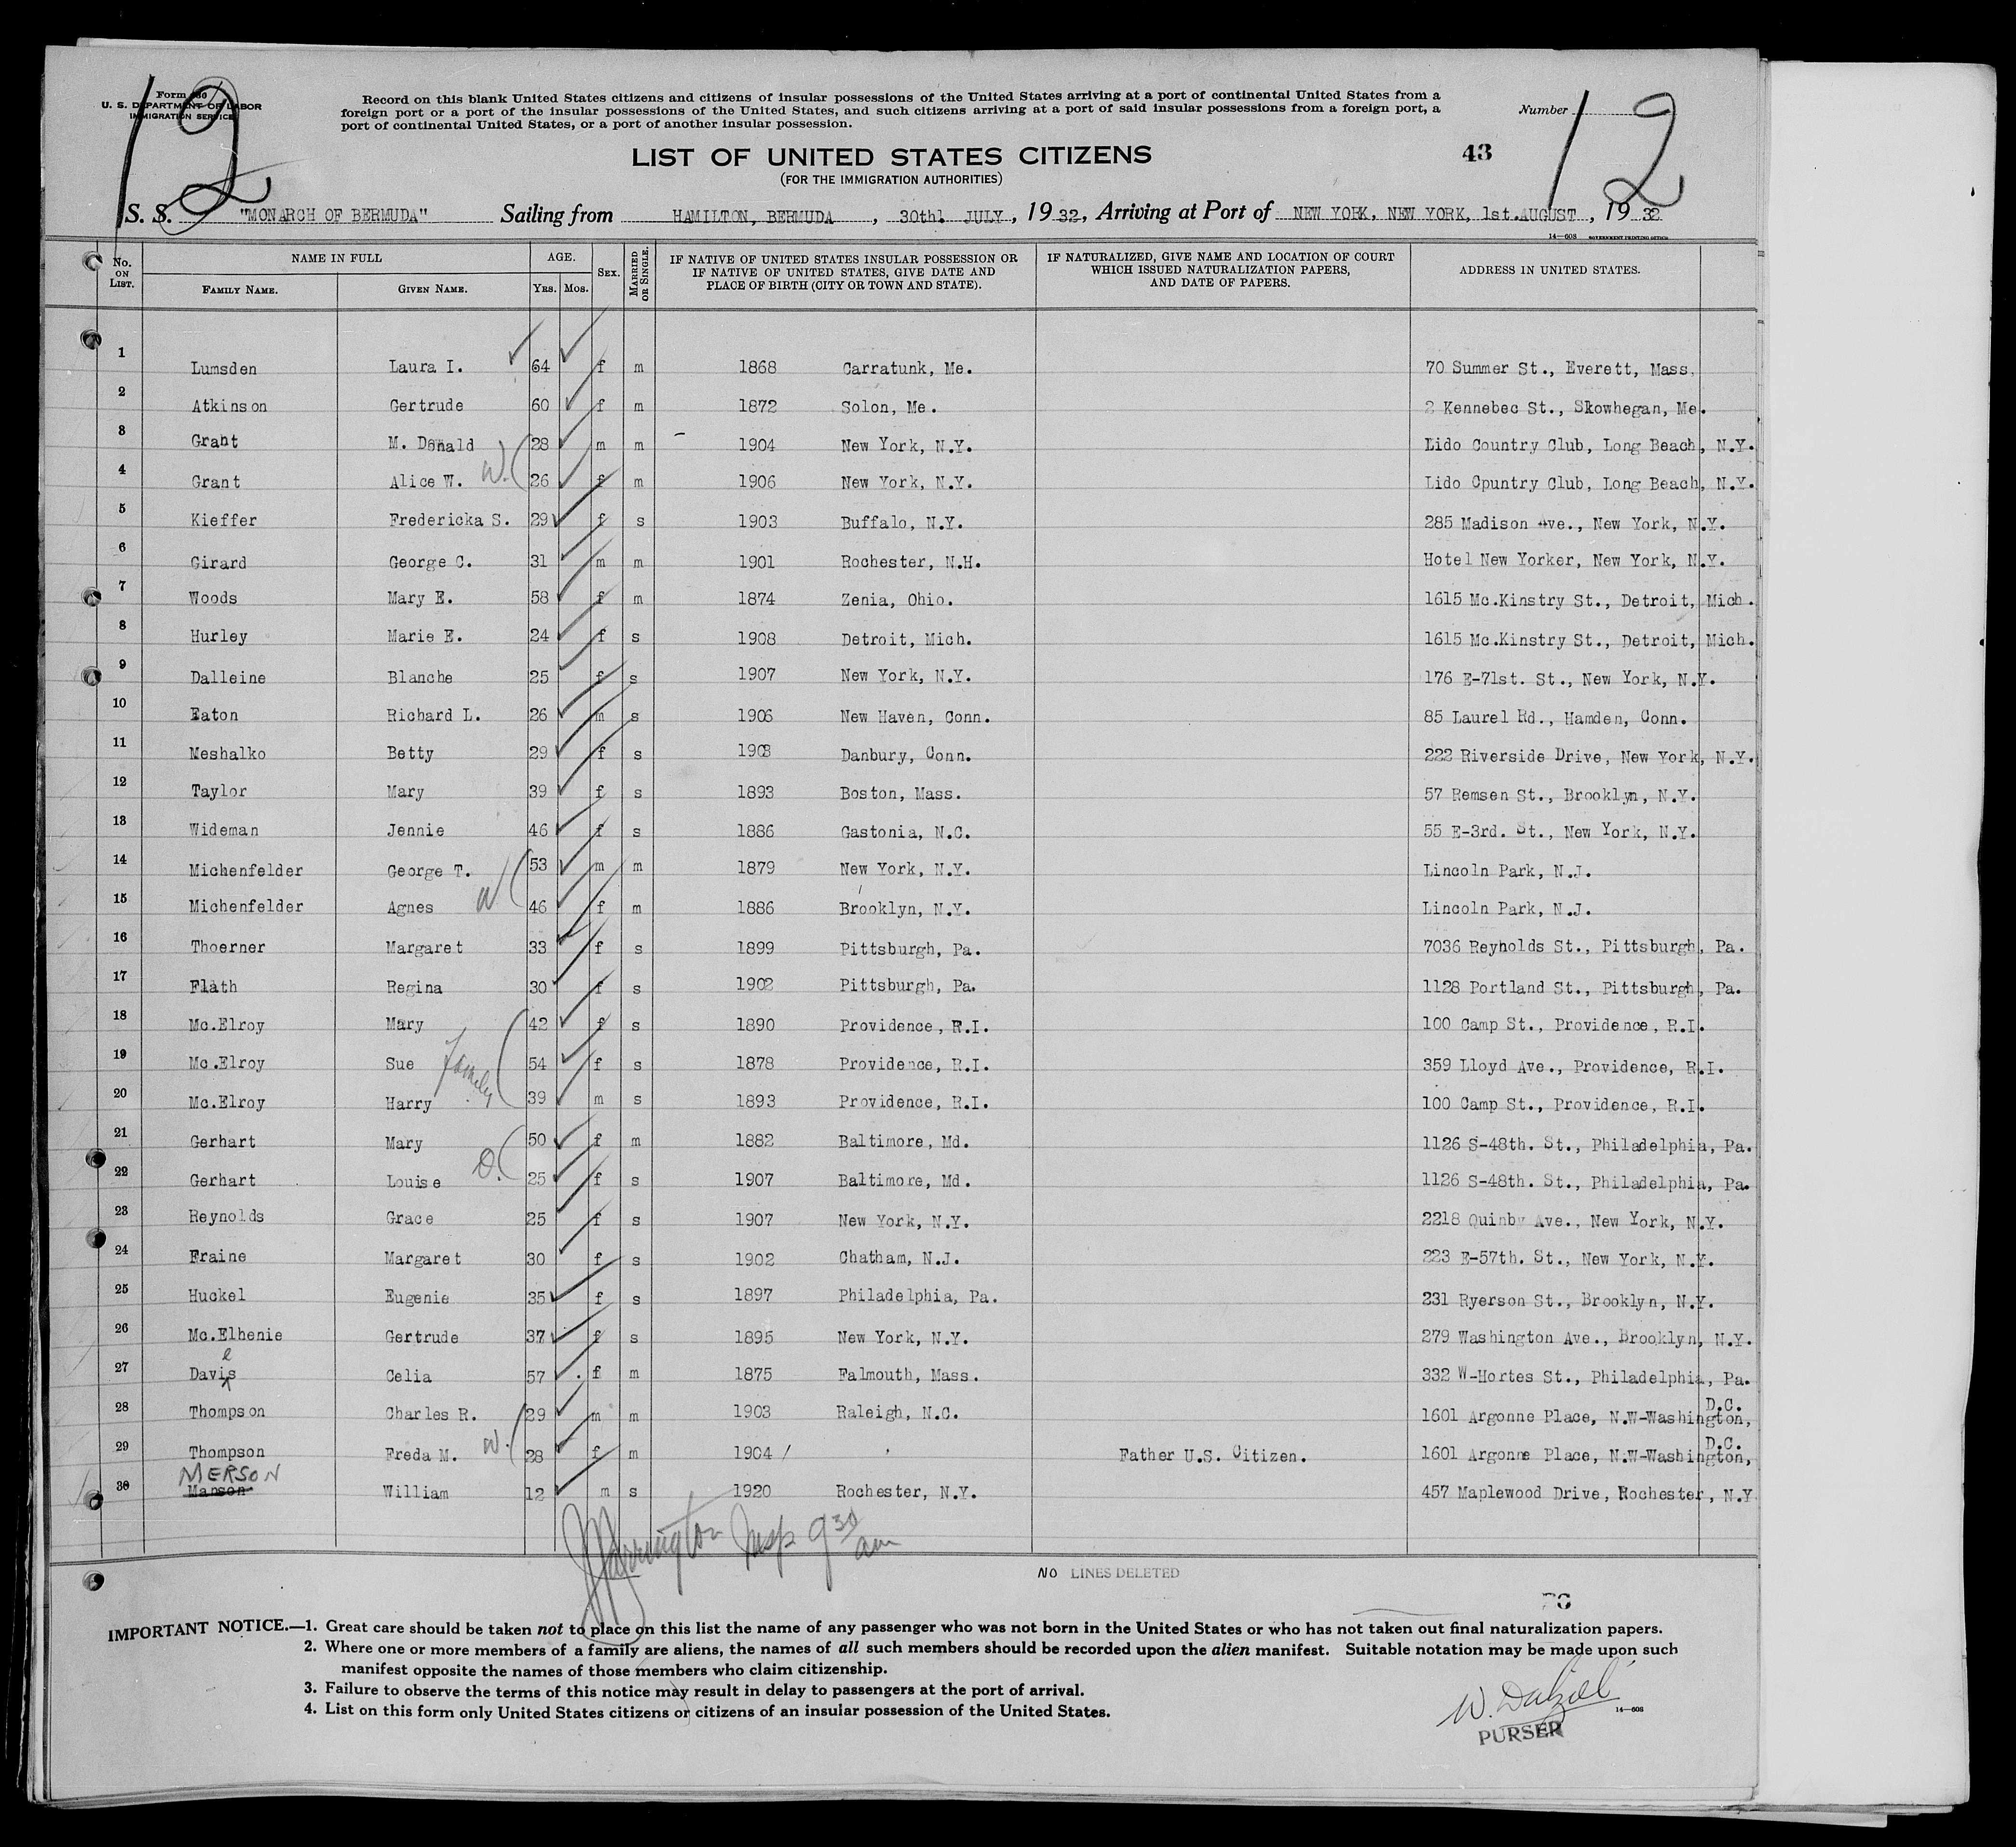 12
Form 630
U. S. DEPARTMENT OF LABOR
IMMIGRATION SERVICE
Record on this blank United States citizens and citizens of insular possessions of the United States arriving at a port of continental United States from a
foreign port or a port of the insular possessions of the United States, and such citizens arriving at a port of said insular possessions from a foreign port, a
port of continental United States, or a port of another insular possession.
Number 12
LIST OF UNITED STATES CITIZENS 43
(FOR THE IMMIGRATION AUTHORITIES)
S. S. "MONARCH OF BERMUDA" Sailing from HAMILTON, BERMUDA, 30th1 JULY, 1932, Arriving at Port of NEW YORK, NEW YORK, 1st.AUGUST, 1932
14—608 GOVERNMENT PRINTING OFFICE
No. ON LIST. NAME IN FULL FAMILY NAME. GIVEN NAME. AGE. YRS. MOS. SEX. MARRIED OR SINGLE. IF NATIVE OF UNITED STATES INSULAR POSSESSION OR IF NATIVE OF UNITED STATES, GIVE DATE AND PLACE OF BIRTH (CITY OR TOWN AND STATE). IF NATURALIZED, GIVE NAME AND LOCATION OF COURT WHICH ISSUED NATURALIZATION PAPERS, AND DATE OF PAPERS. ADDRESS IN UNITED STATES.
1 Lumsden Laura I. 64 f m 1868 Carratunk, Me. 70 Summer St., Everett, Mass.
2 Atkinson Gertrude 60 f m 1872 Solon, Me. 2 Kennebec St., Skowhegan, Me.
3 Grant M. Donald 28 m m 1904 New York, N.Y. Lido Country Club, Long Beach, N.Y.
4 Grant Alice W. W. 26 f m 1906 New York, N.Y. Lido Cpuntry Club, Long Beach, N.Y.
5 Kieffer Fredericka S. 29 f s 1903 Buffalo, N.Y. 285 Madison Ave., New York, N.Y.
6 Girard George C. 31 m m 1901 Rochester, N.H. Hotel New Yorker, New York, N.Y.
7 Woods Mary E. 58 f m 1874 Zenia, Ohio. 1615 Mc.Kinstry St., Detroit, Mich.
8 Hurley Marie E. 24 f s 1908 Detroit, Mich. 1615 Mc.Kinstry St., Detroit, Mich.
9 Dalleine Blanche 25 f s 1907 New York, N.Y. 176 E-71st. St., New York, N.Y.
10 Eaton Richard L. 26 m s 1906 New Haven, Conn. 85 Laurel Rd., Hamden, Conn.
11 Meshalko Betty 29 f s 1903 Danbury, Conn. 222 Riverside Drive, New York, N.Y.
12 Taylor Mary 39 f s 1893 Boston, Mass. 57 Remsen St., Brooklyn, N.Y.
13 Wideman Jennie 46 f s 1886 Gastonia, N.C. 55 E-3rd. St., New York, N.Y.
14 Michenfelder George T. 53 m m 1879 New York, N.Y. Lincoln Park, N.J.
15 Michenfelder Agnes W 46 f m 1886 Brooklyn, N.Y. Lincoln Park, N.J.
16 Thoerner Margaret 33 f s 1899 Pittsburgh, Pa. 7036 Reyholds St., Pittsburgh, Pa.
17 Flath Regina 30 f s 1902 Pittsburgh, Pa. 1128 Portland St., Pittsburgh, Pa.
18 Mc.Elroy Mary 42 f s 1890 Providence, R.I. 100 Camp St., Providence, R.I.
19 Mc.Elroy Sue family 54 f s 1878 Providence, R.I. 359 Lloyd Ave., Providence, R.I.
20 Mc.Elroy Harry 39 m s 1893 Providence, R.I. 100 Camp St., Providence, R.I.
21 Gerhart Mary 50 f m 1882 Baltimore, Md. 1126 S-48th. St., Philadelphia, Pa.
22 Gerhart Louise D. 25 f s 1907 Baltimore, Md. 1126 S-48th. St., Philadelphia, Pa.
23 Reynolds Grace 25 f s 1907 New York, N.Y. 2218 Quinby Ave., New York, N.Y.
24 Fraine Margaret 30 f s 1902 Chatham, N.J. 223 E-57th. St., New York, N.Y.
25 Huckel Eugenie 35 f s 1897 Philadelphia, Pa. 231 Ryerson St., Brooklyn, N.Y.
26 Mc.Elhenie Gertrude 37 f s 1895 New York, N.Y. 279 Washington Ave., Brooklyn, N.Y.
27 Davies Celia 57 f m 1875 Falmouth, Mass. 332 W-Hortes St., Philadelphia, Pa.
28 Thompson Charles R. 29 m m 1903 Raleigh, N.C. 1601 Argonne Place, N.W-Washington, D.C.
29 Thompson Freda M. W. 28 f m 1904 / Father U.S. Citizen. 1601 Argonne Place, N.W-Washington, D.C.
MERSON
30 Manson William 12 m s 1920 Rochester, N.Y. 457 Maplewood Drive, Rochester, N.Y
Insp 9 30 am
NO LINES DELETED
IMPORTANT NOTICE.—1. Great care should be taken not to place on this list the name of any passenger who was not born in the United States or who has not taken out final naturalization papers.
2. Where one or more members of a family are aliens, the names of all such members should be recorded upon the alien manifest. Suitable notation may be made upon such
manifest opposite the names of those members who claim citizenship.
3. Failure to observe the terms of this notice may result in delay to passengers at the port of arrival.
4. List on this form only United States citizens or citizens of an insular possession of the United States.
W. Dalziel
14—608
PURSER